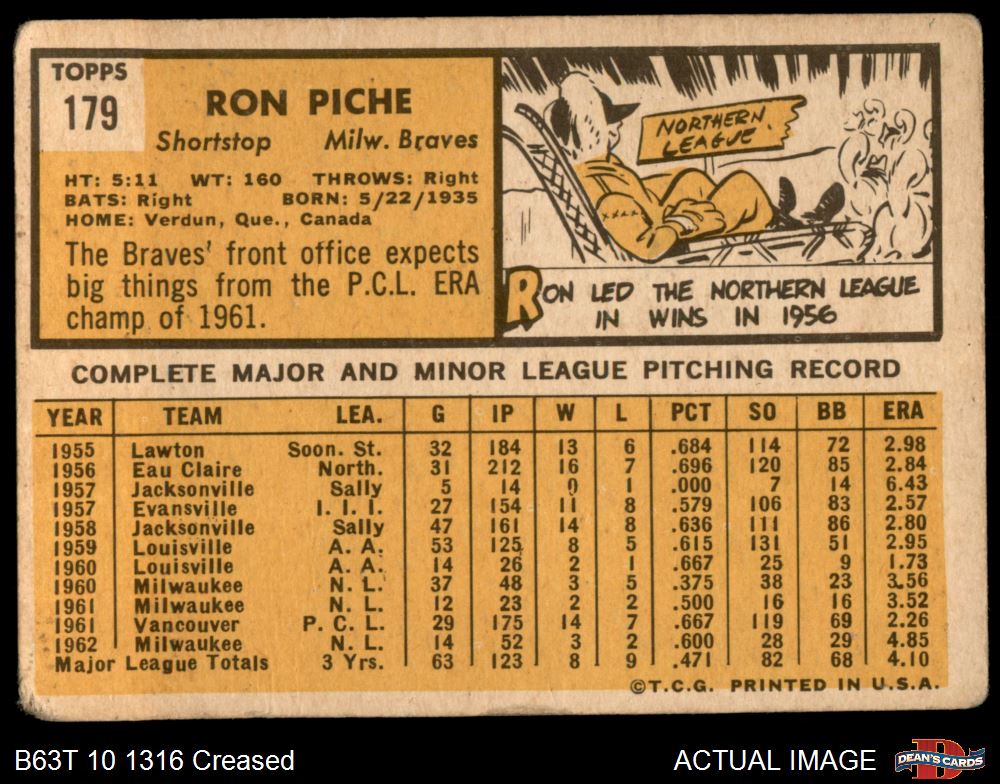 TOPPS
179
RON PICHE
Shortstop Milw. Braves
HT: 5:11 WT: 160 THROWS: Right
BATS: Right BORN: 5/22/1935
HOME: Verdun, Que., Canada
The Braves' front office expects
big things from the P.C.L. ERA
champ of 1961.
NORTHERN
LEAGUE
RON LED THE NORTHERN LEAGUE
IN WINS IN 1956
COMPLETE MAJOR AND MINOR LEAGUE PITCHING RECORD
YEAR TEAM LEA. G IP W L PCT SO BB ERA
1955 Lawton Soon. St. 32 184 13 6 .684 114 72 2.98
1956 Eau Claire North. 31 212 16 7 .696 120 85 2.84
1957 Jacksonville Sally 5 14 0 1 .000 7 14 6.43
1957 Evansville I. I. I. 27 154 11 8 .579 106 83 2.57
1958 Jacksonville Sally 47 161 14 8 .636 111 86 2.80
1959 Louisville A. A. 53 125 8 5 .615 131 51 2.95
1960 Louisville A. A. 14 26 2 1 .667 25 9 1.73
1960 Milwaukee N. L. 37 48 3 5 .375 38 23 3.56
1961 Milwaukee N. L. 12 23 2 2 .500 16 16 3.52
1961 Vancouver P. C. L. 29 175 14 7 .667 119 69 2.26
1962 Milwaukee N. L. 14 52 3 2 .600 28 29 4.85
Major League Totals 3 Yrs. 63 123 8 9 .471 82 68 4.10
©T.C.G. PRINTED IN U.S.A.
B63T 10 1316 Creased ACTUAL IMAGE
D
DEAN'S CARDS